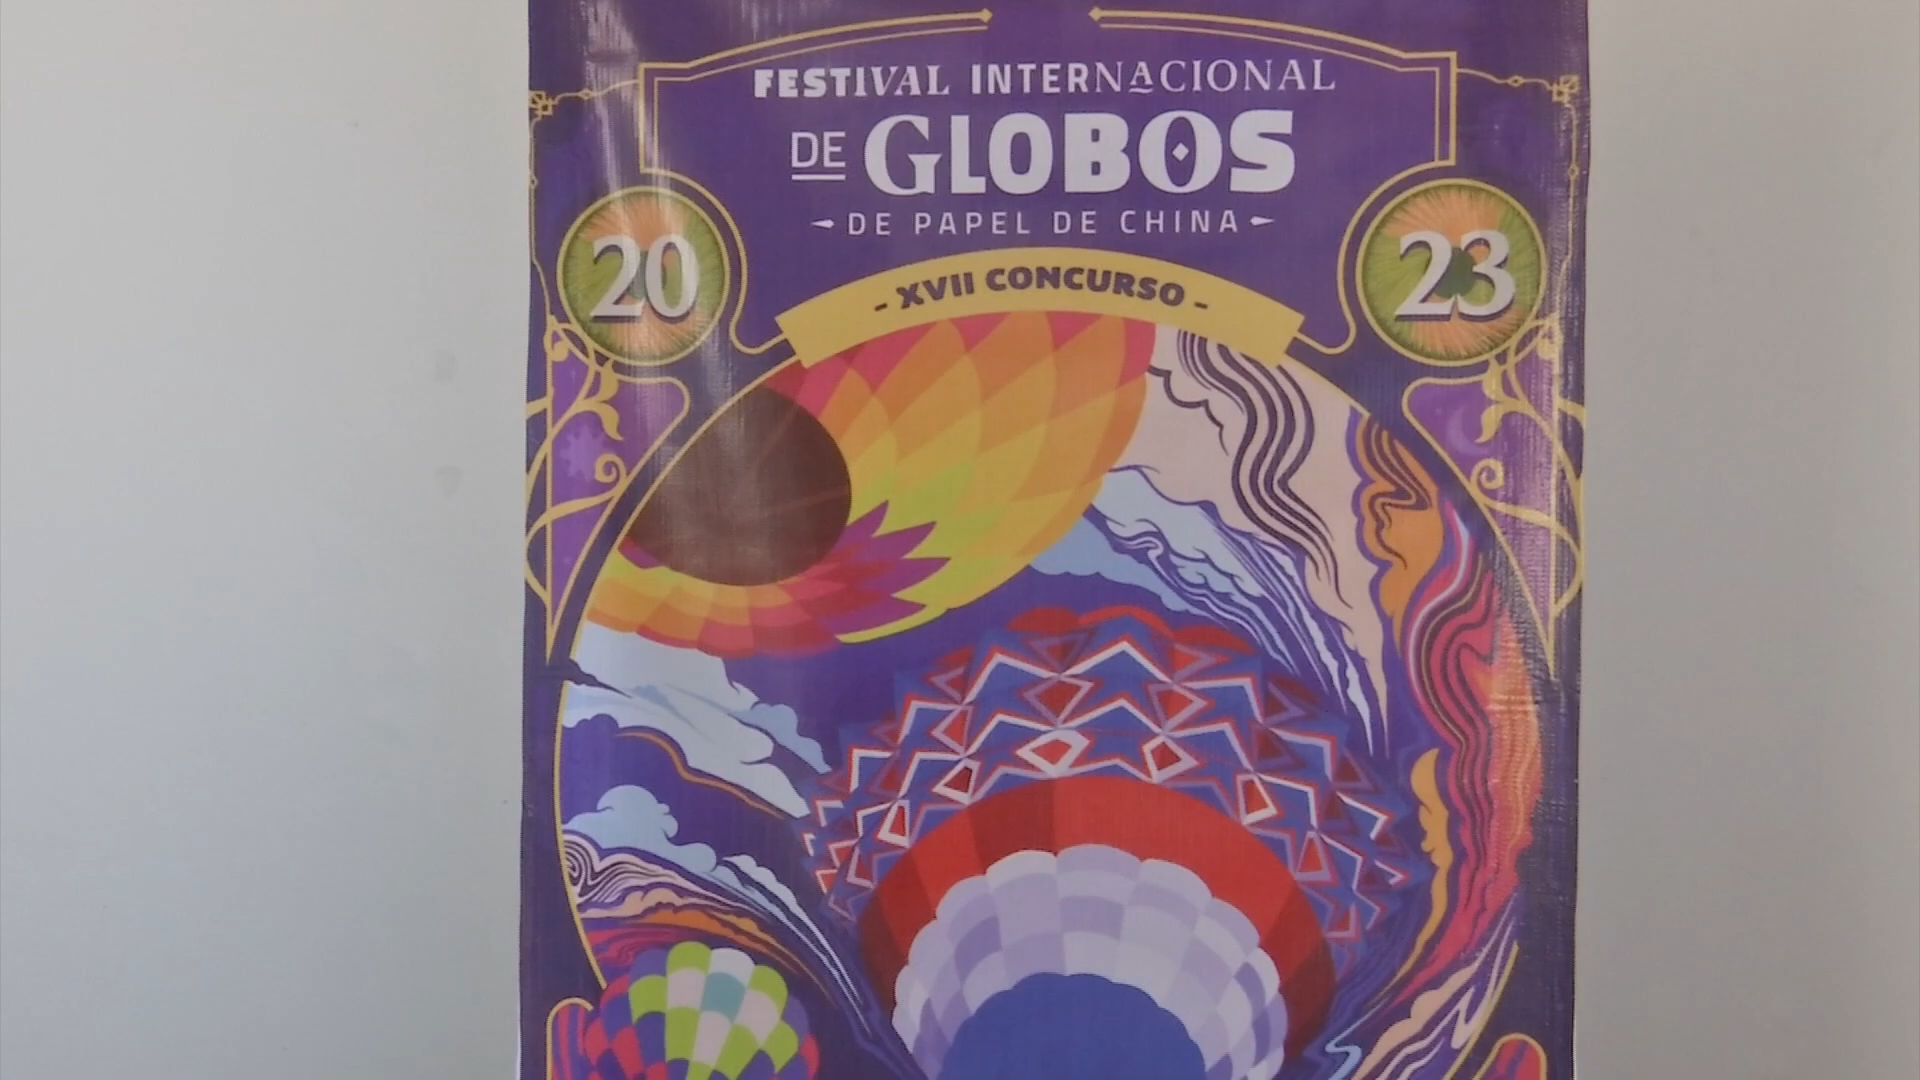 FESTIVAL INTERNACIONAL
DE GLOBOS
- DE PAPEL DE CHINA -
20 23
- XVII CONCURSO -